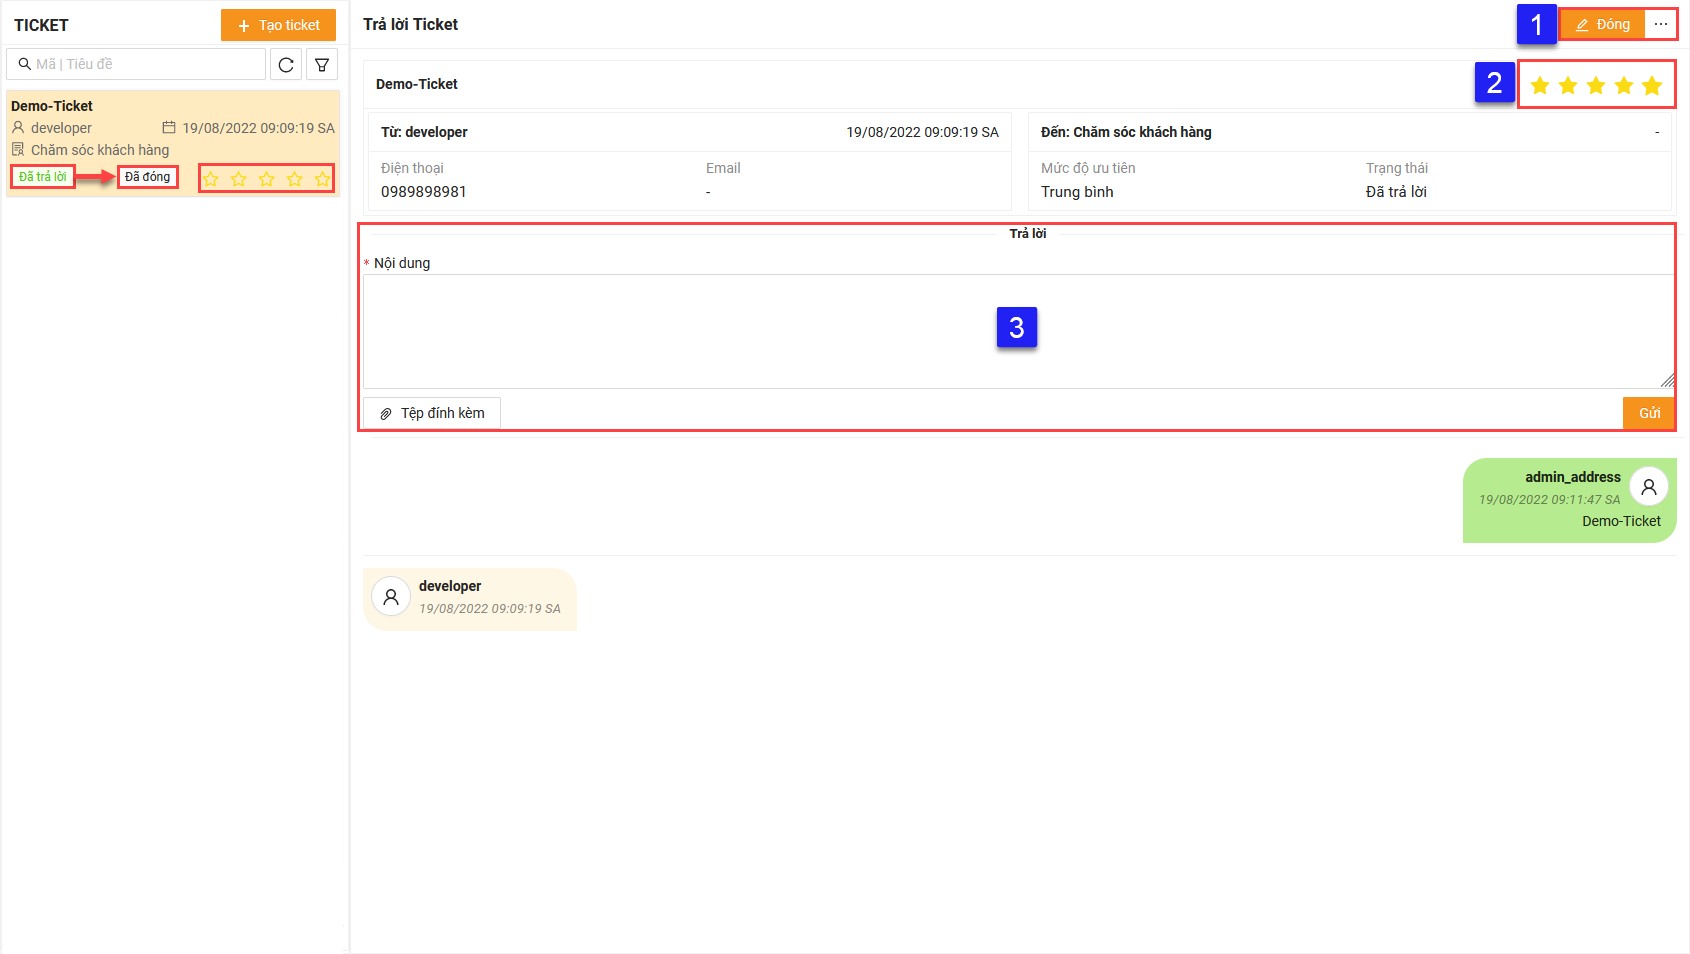 TICKET
Tạo ticket
Mã | Tiêu đề
Demo-Ticket
developer 19/08/2022 09:09:19 SA
Chăm sóc khách hàng
Đã trả lời Đã đóng
Trả lời Ticket
1 Đóng ...
Demo-Ticket 2
Từ: developer 19/08/2022 09:09:19 SA
Điện thoại Email
0989898981 -
Đến: Chăm sóc khách hàng -
Mức độ ưu tiên Trạng thái
Trung bình Đã trả lời
Trả lời
* Nội dung
3
Tệp đính kèm Gửi
admin_address
19/08/2022 09:11:47 SA
Demo-Ticket
developer
19/08/2022 09:09:19 SA